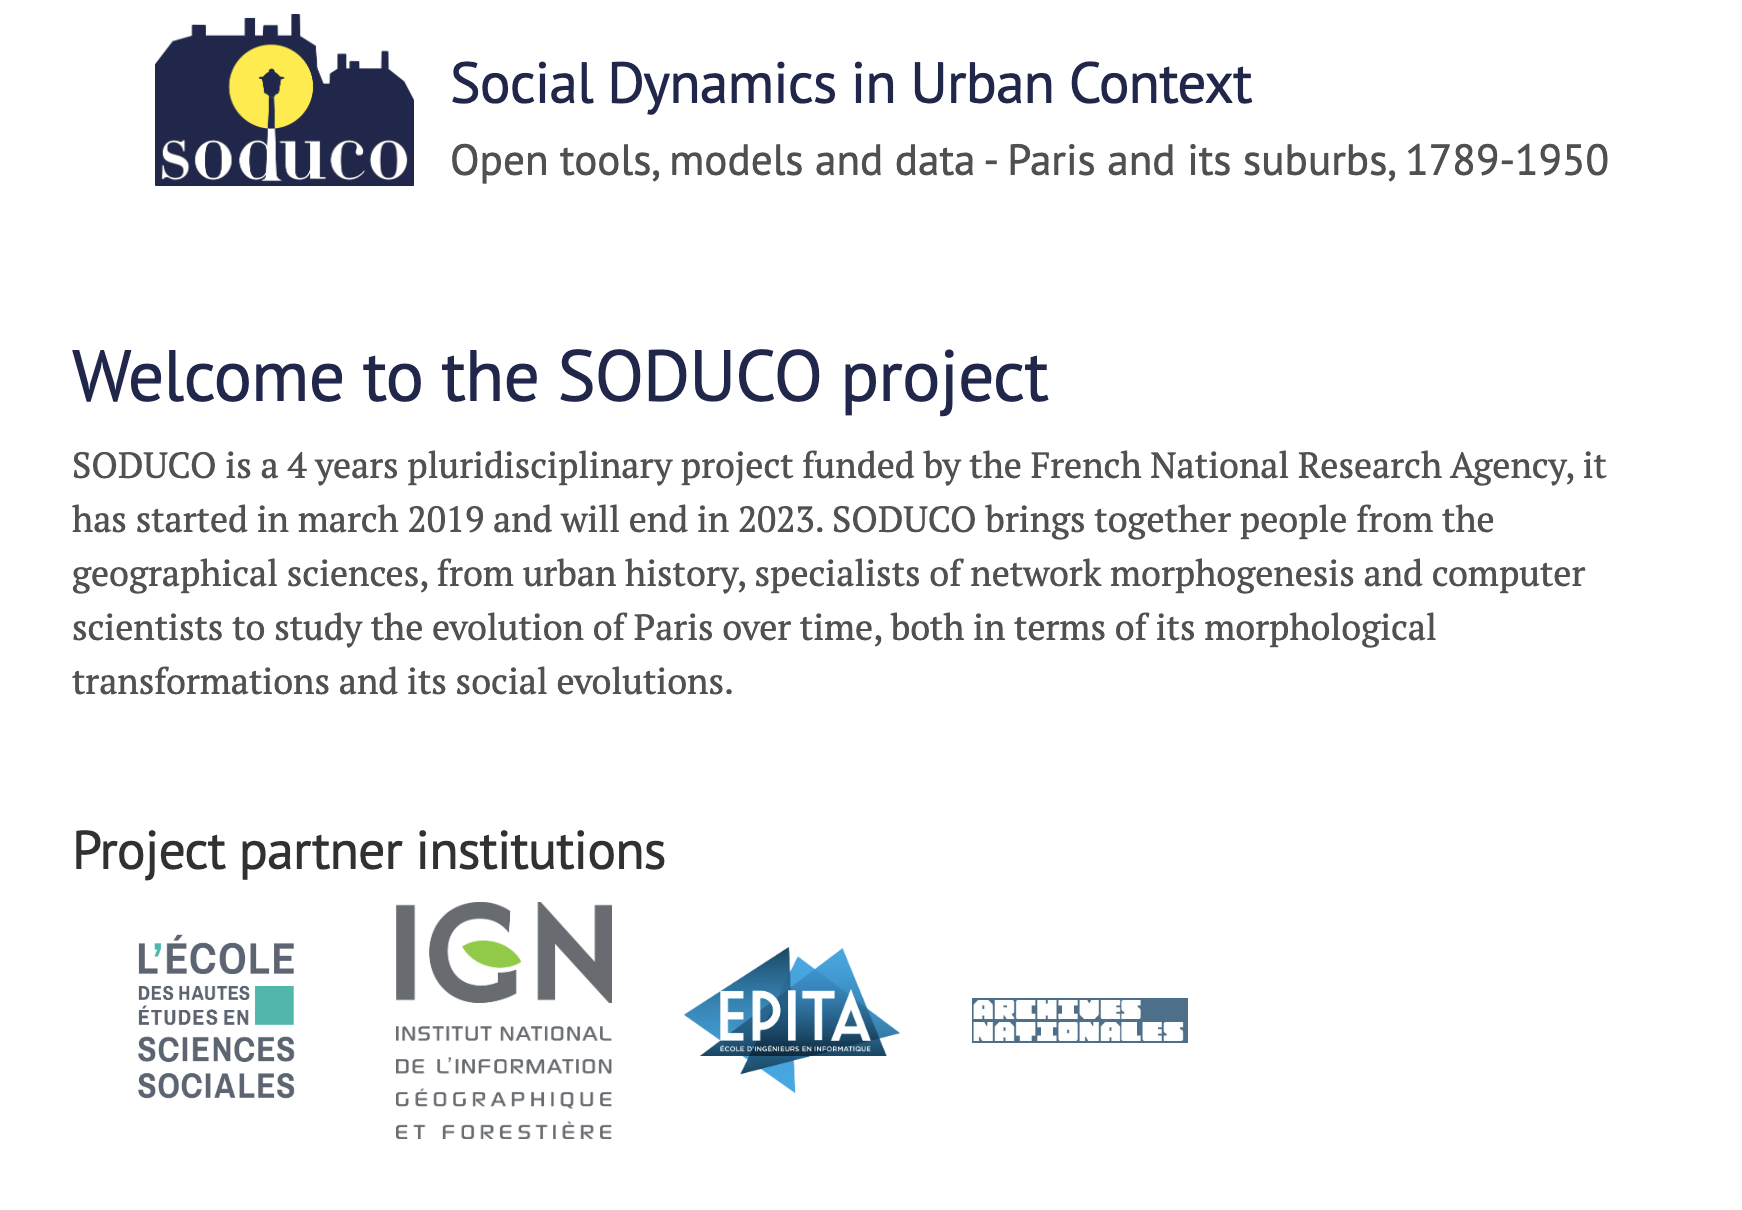 soduco
Social Dynamics in Urban Context
Open tools, models and data - Paris and its suburbs, 1789-1950
Welcome to the SODUCO project
SODUCO is a 4 years pluridisciplinary project funded by the French National Research Agency, it
has started in march 2019 and will end in 2023. SODUCO brings together people from the
geographical sciences, from urban history, specialists of network morphogenesis and computer
scientists to study the evolution of Paris over time, both in terms of its morphological
transformations and its social evolutions.
Project partner institutions
L'ÉCOLE
DES HAUTES
ÉTUDES EN
SCIENCES
SOCIALES
IGN
INSTITUT NATIONAL
DE L'INFORMATION
GÉOGRAPHIQUE
ET FORESTIÈRE
EPITA
ÉCOLE D'INGÉNIEURS EN INFORMATIQUE
ARCHIVES
NATIONALES